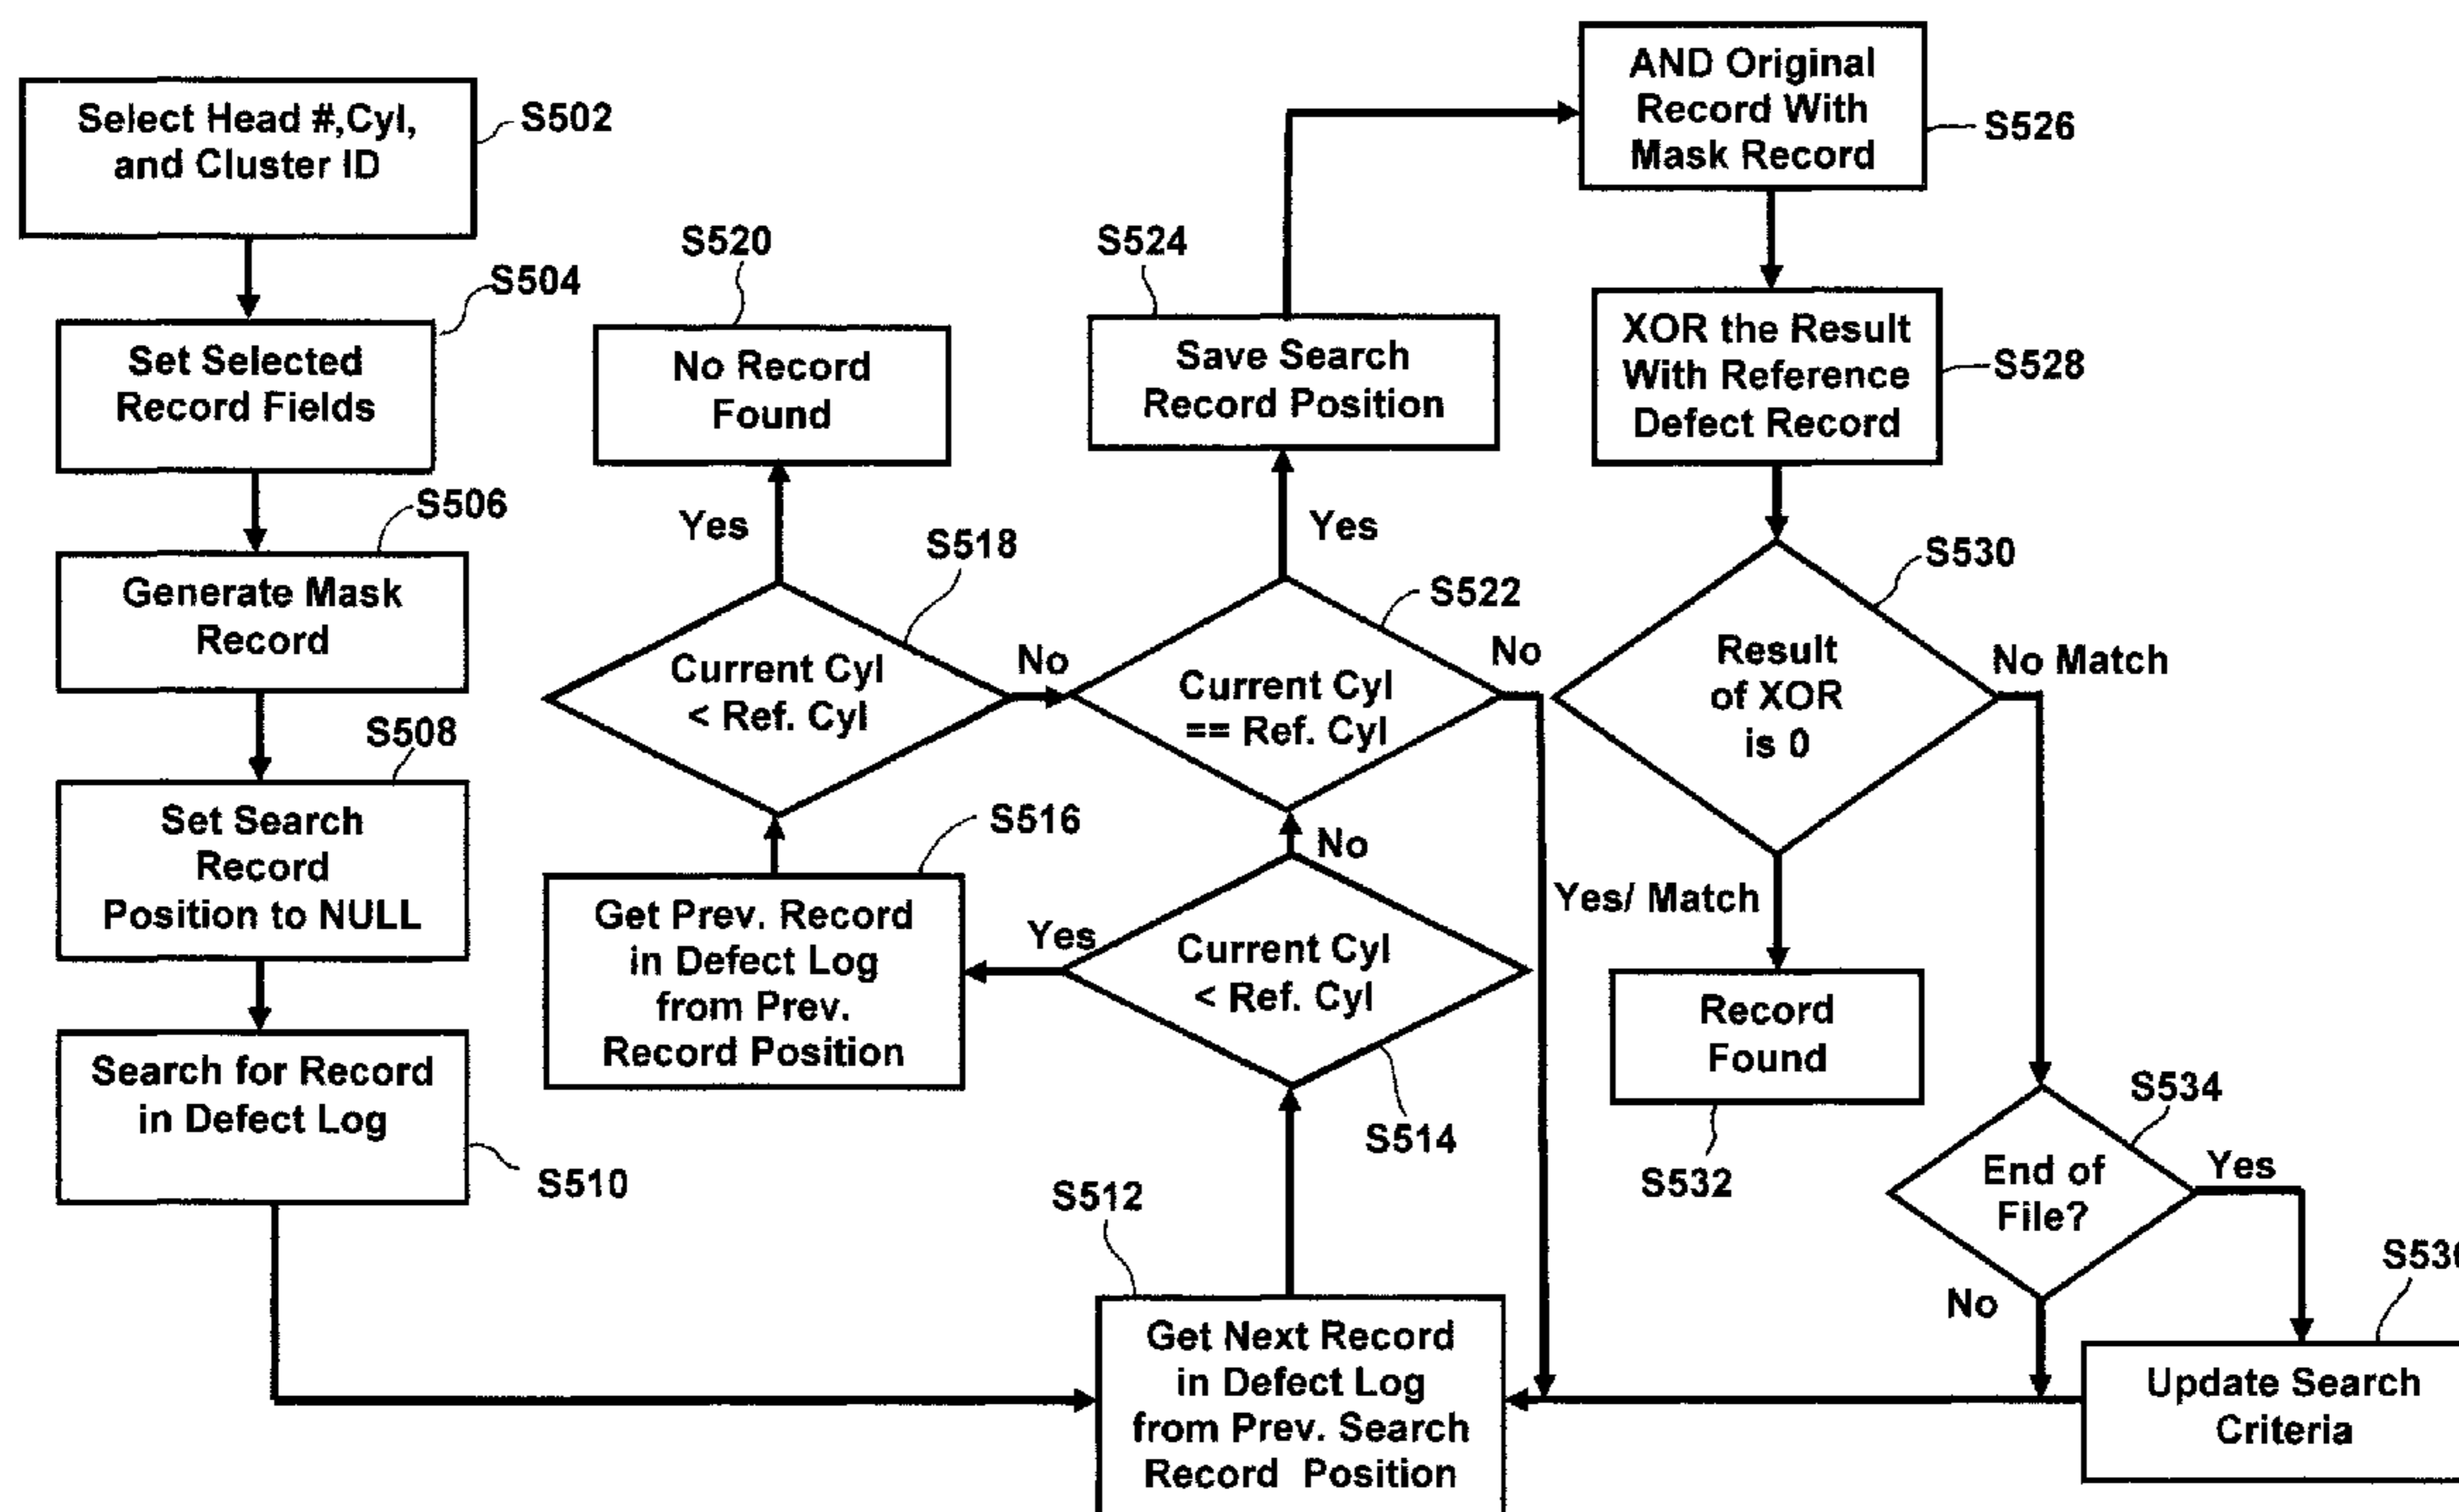 Select Head #,Cyl,
and Cluster ID
S502
S504
Set Selected
Record Fields
S506
Generate Mask
Record
S508
Set Search
Record
Position to NULL
Search for Record
in Defect Log
S510
S512
Get Next Record
in Defect Log
from Prev. Search
Record Position
S514
Current Cyl
< Ref. Cyl
Yes
No
S516
Get Prev. Record
in Defect Log
from Prev.
Record Position
S518
Current Cyl
< Ref. Cyl
Yes
No
S520
No Record
Found
S522
Current Cyl
== Ref. Cyl
Yes
No
S524
Save Search
Record Position
AND Original
Record With
Mask Record
S526
XOR the Result
With Reference
Defect Record
S528
S530
Result
of XOR
is 0
No Match
Yes/ Match
Record
Found
S532
S534
End of
File?
Yes
No
Update Search
Criteria